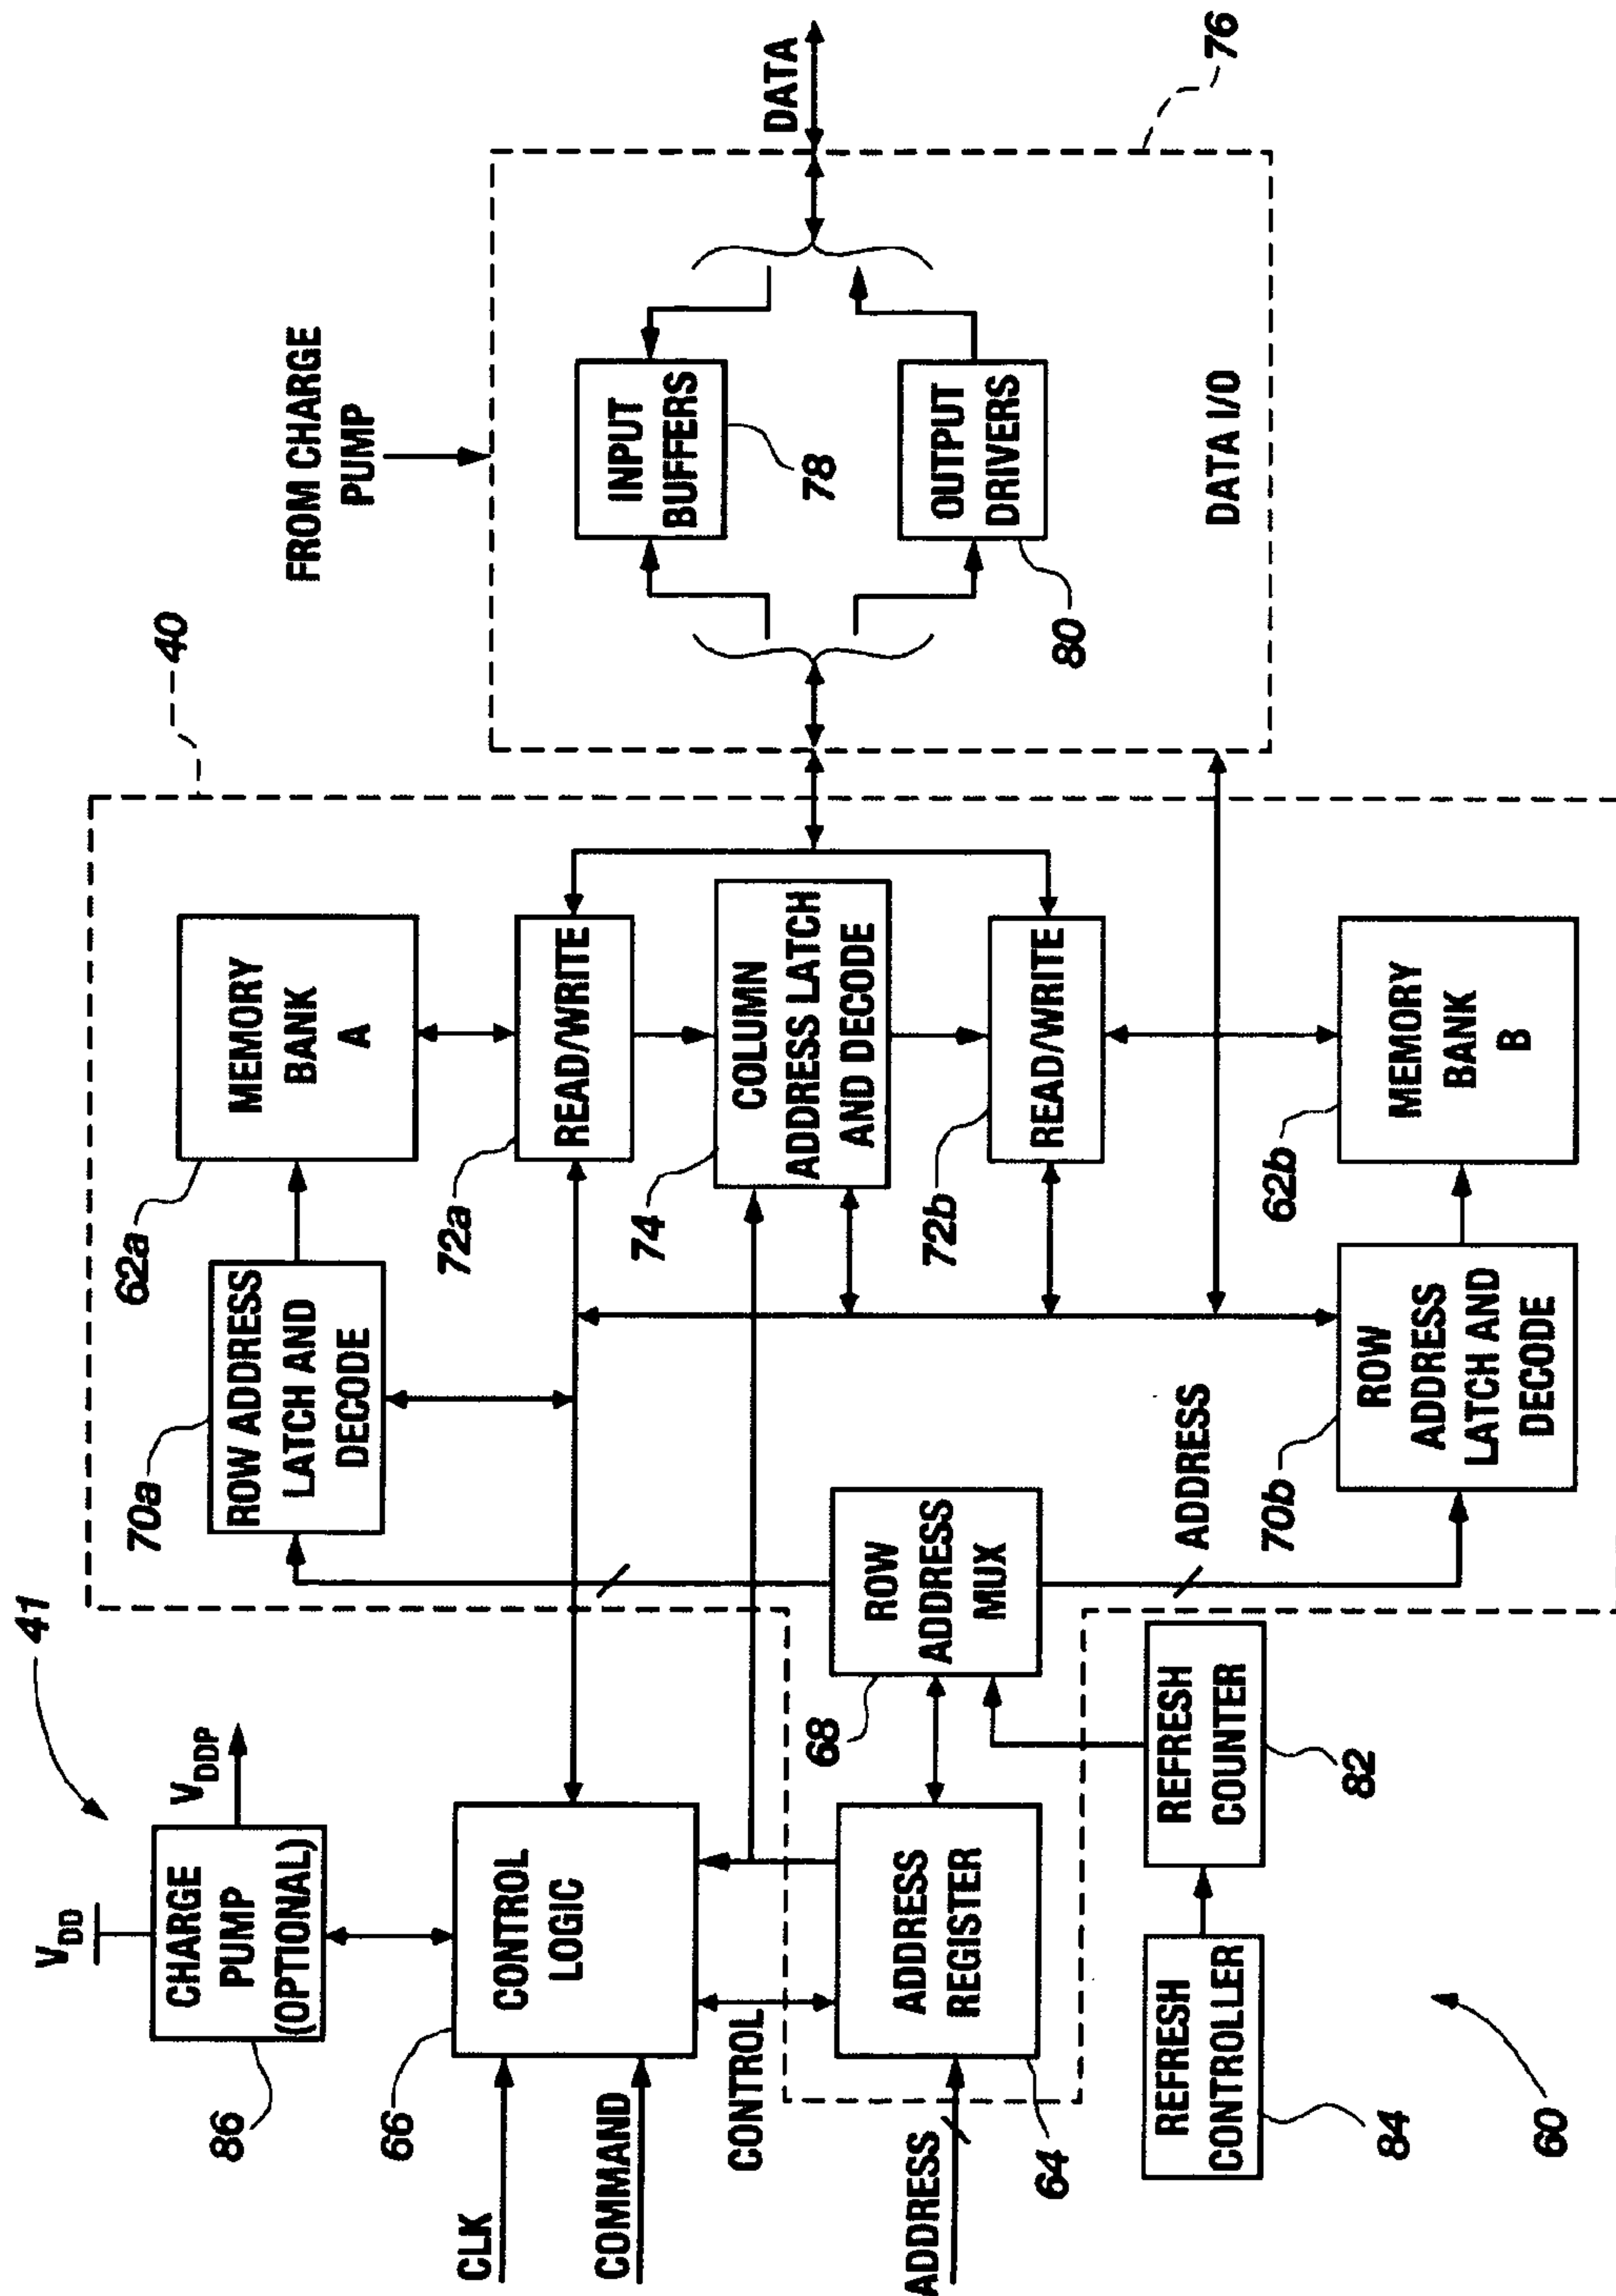 41
40
V_DD
V_DDP
CHARGE
PUMP
(OPTIONAL)
86
70a
ROW ADDRESS
LATCH AND
DECODE
62a
MEMORY
BANK
A
FROM CHARGE
PUMP
CLK
COMMAND
66
CONTROL
LOGIC
72a
READ/WRITE
INPUT
BUFFERS
78
DATA
CONTROL
74
COLUMN
ADDRESS LATCH
AND DECODE
ADDRESS
ADDRESS
REGISTER
64
68
ROW
ADDRESS
MUX
72b
READ/WRITE
OUTPUT
DRIVERS
80
ADDRESS
REFRESH
CONTROLLER
84
REFRESH
COUNTER
82
70b
ROW
ADDRESS
LATCH AND
DECODE
62b
MEMORY
BANK
B
DATA I/O
76
60